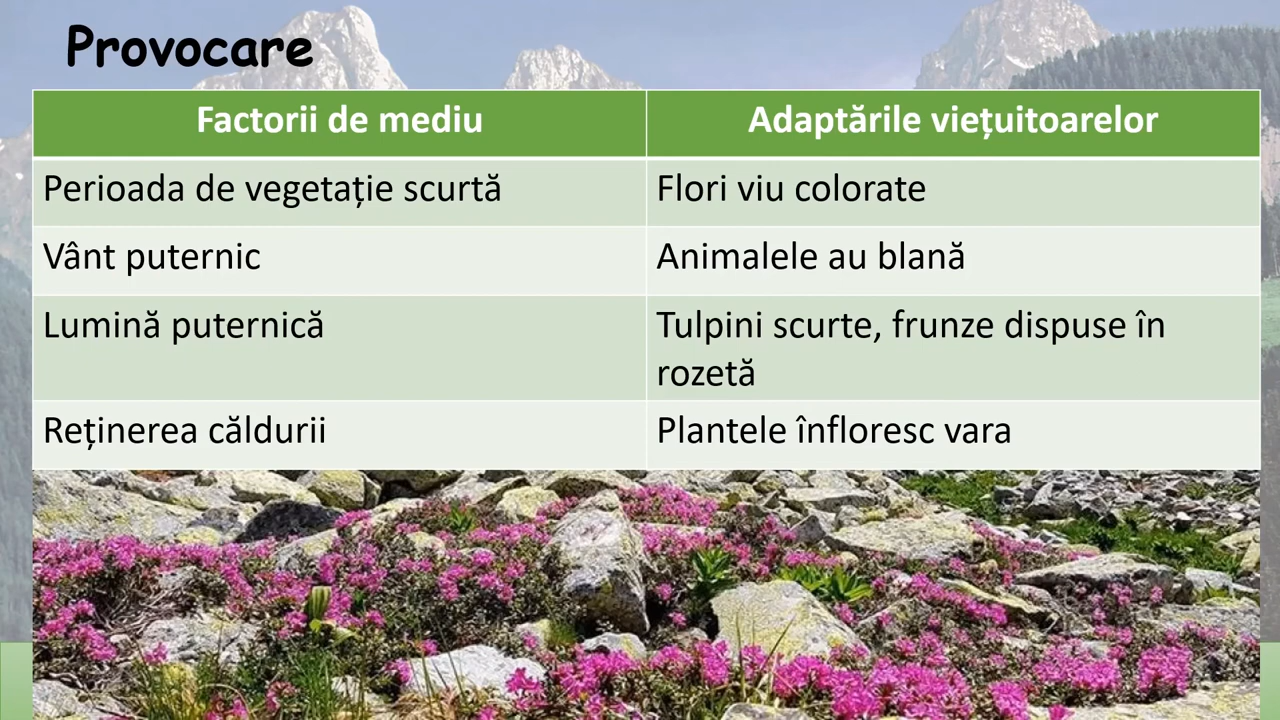 Provocare
Factorii de mediu
Adaptările viețuitoarelor
Perioada de vegetație scurtă
Flori viu colorate
Vânt puternic
Animalele au blană
Lumină puternică
Tulpini scurte, frunze dispuse în
rozetă
Reținerea căldurii
Plantele înfloresc vara